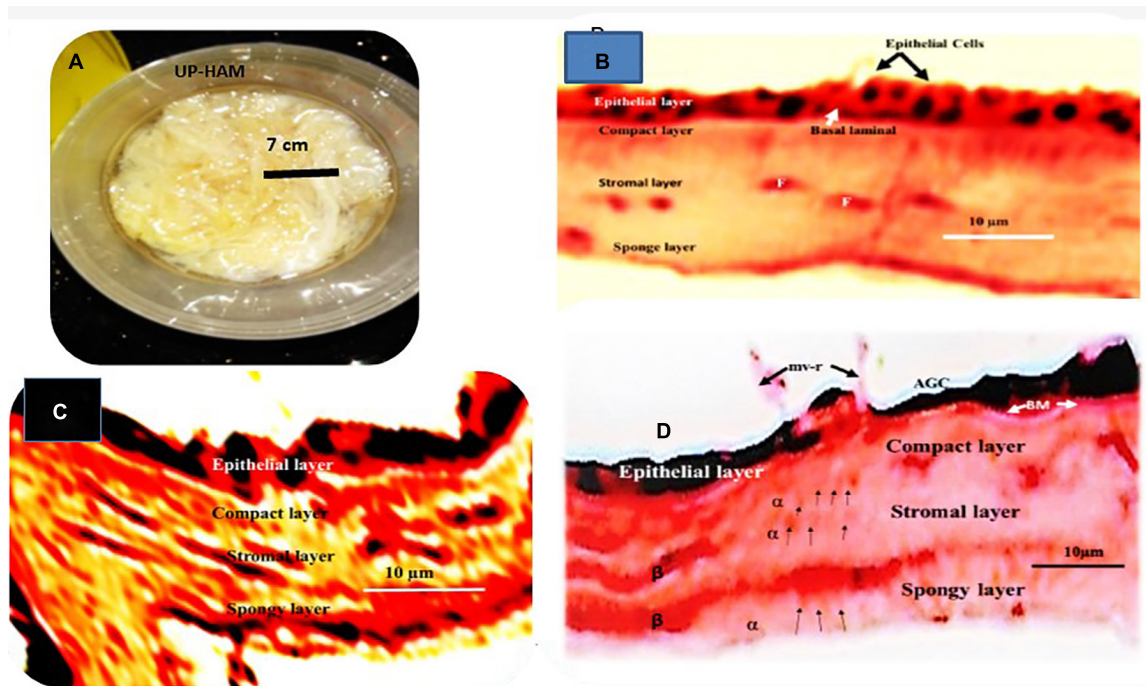 A
UP-HAM
7 cm
B
Epithelial Cells
Epithelial layer
Compact layer
Basal laminal
Stromal layer
F
F
10 µm
Sponge layer
C
Epithelial layer
Compact layer
Stromal layer
10 µm
Spongy layer
mv-r
AGC
BM
D
Compact layer
Epithelial layer
α
Stromal layer
α
10µm
β
Spongy layer
β
α